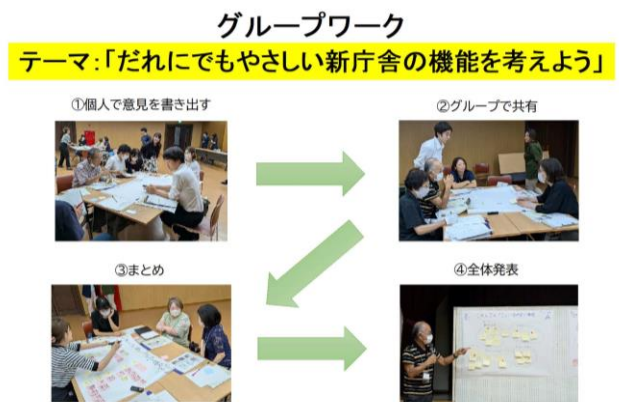 グループワーク
テーマ：「だれにでもやさしい新庁舎の機能を考えよう」
①個人で意見を書き出す
②グループで共有
③まとめ
④全体発表